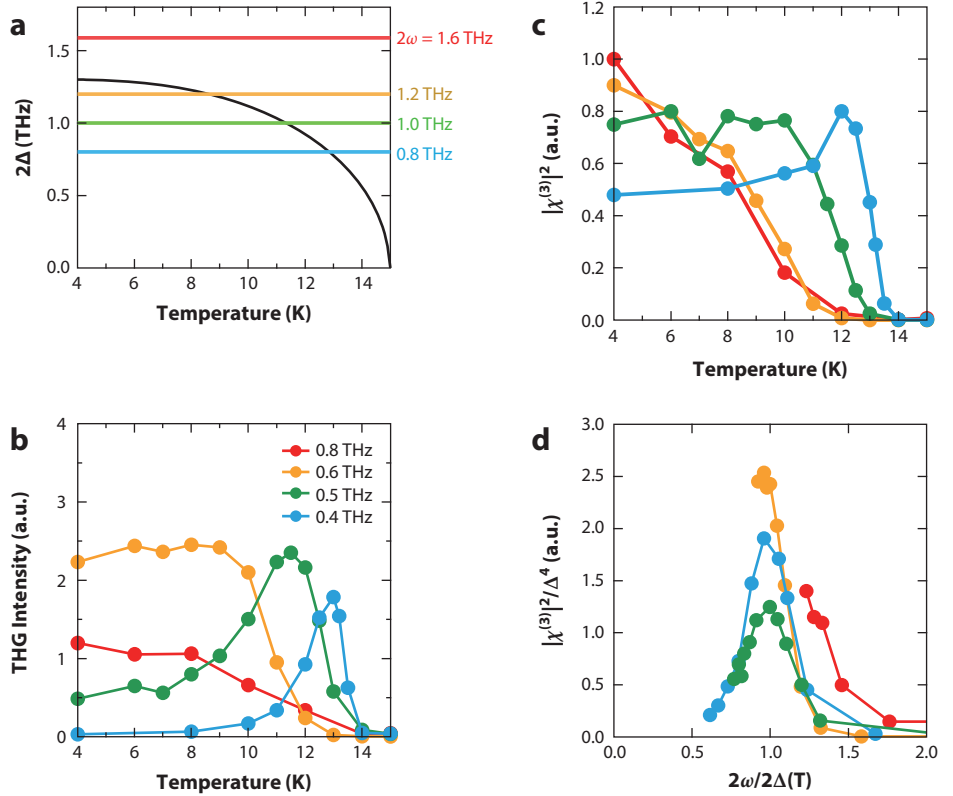 a
2Δ (THz)
1.5
1.0
0.5
0.0
2ω = 1.6 THz
1.2 THz
1.0 THz
0.8 THz
4 6 8 10 12 14
Temperature (K)
c
|χ(3)|2 (a.u.)
1.2
1.0
0.8
0.6
0.4
0.2
0.0
4 6 8 10 12 14
Temperature (K)
b
THG Intensity (a.u.)
4
3
2
1
0
0.8 THz
0.6 THz
0.5 THz
0.4 THz
4 6 8 10 12 14
Temperature (K)
d
|χ(3)|2/Δ4 (a.u.)
3.0
2.5
2.0
1.5
1.0
0.5
0
0.0 0.5 1.0 1.5 2.0
2ω/2Δ(T)